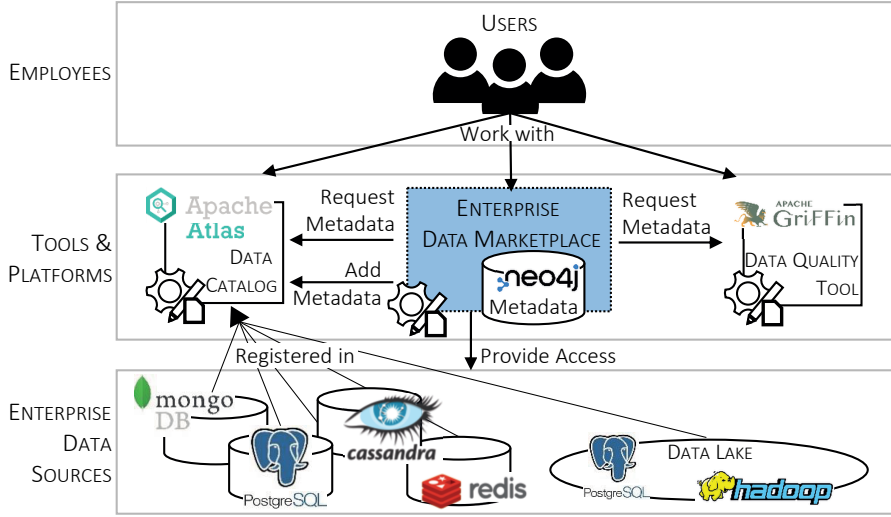 USERS
EMPLOYEES
Work with
Apache
Atlas
DATA
CATALOG
Request
Metadata
Add
Metadata
ENTERPRISE
DATA MARKETPLACE
neo4j
Metadata
Request
Metadata
APACHE
GriFFin
DATA QUALITY
TOOL
TOOLS &
PLATFORMS
Registered in
Provide Access
ENTERPRISE
DATA
SOURCES
mongo
DB
PostgreSQL
cassandra
redis
DATA LAKE
PostgreSQL
hadoop